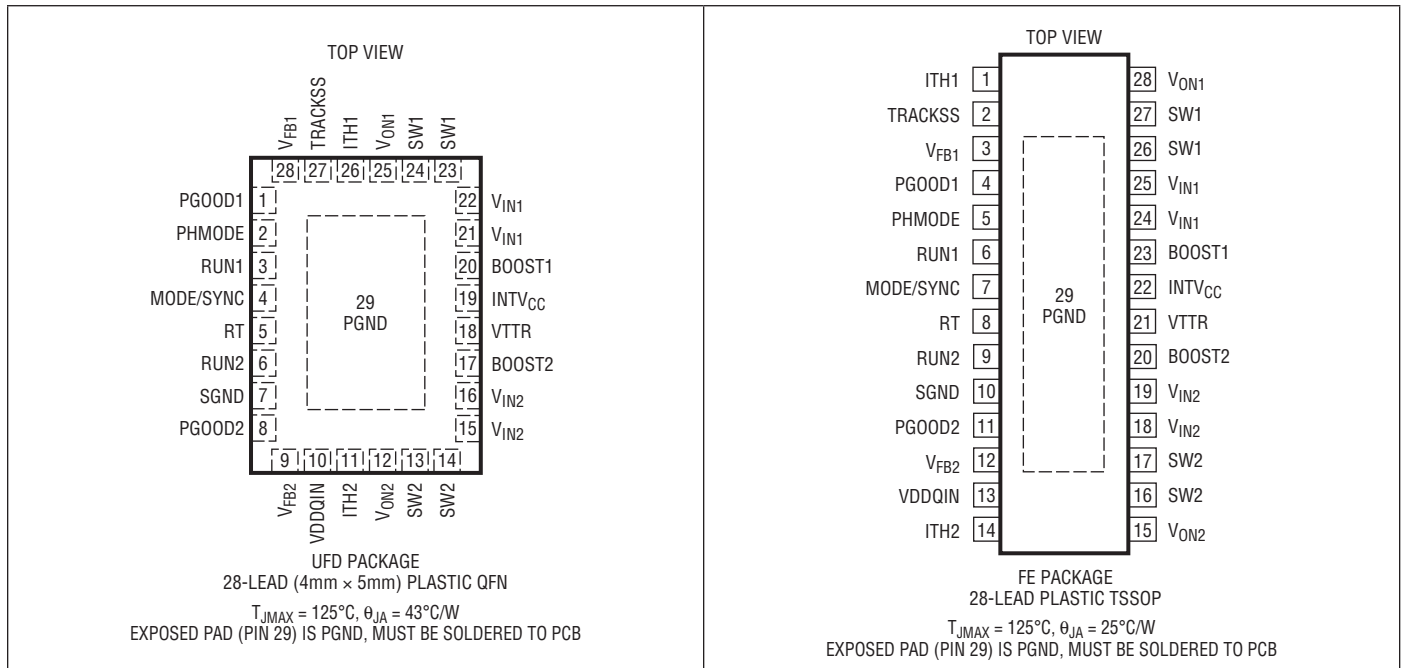 TOP VIEW
VFB1
TRACKSS
ITH1
VON1
SW1
SW1
28 27 26 25 24 23
PGOOD1 1
PHMODE 2
RUN1 3
MODE/SYNC 4
RT 5
RUN2 6
SGND 7
PGOOD2 8
29
PGND
22 VIN1
21 VIN1
20 BOOST1
19 INTVCC
18 VTTR
17 BOOST2
16 VIN2
15 VIN2
9 10 11 12 13 14
VFB2
VDDQIN
ITH2
VON2
SW2
SW2
UFD PACKAGE
28-LEAD (4mm × 5mm) PLASTIC QFN
TJMAX = 125°C, θJA = 43°C/W
EXPOSED PAD (PIN 29) IS PGND, MUST BE SOLDERED TO PCB
TOP VIEW
ITH1 1
TRACKSS 2
VFB1 3
PGOOD1 4
PHMODE 5
RUN1 6
MODE/SYNC 7
RT 8
RUN2 9
SGND 10
PGOOD2 11
VFB2 12
VDDQIN 13
ITH2 14
29
PGND
28 VON1
27 SW1
26 SW1
25 VIN1
24 VIN1
23 BOOST1
22 INTVCC
21 VTTR
20 BOOST2
19 VIN2
18 VIN2
17 SW2
16 SW2
15 VON2
FE PACKAGE
28-LEAD PLASTIC TSSOP
TJMAX = 125°C, θJA = 25°C/W
EXPOSED PAD (PIN 29) IS PGND, MUST BE SOLDERED TO PCB